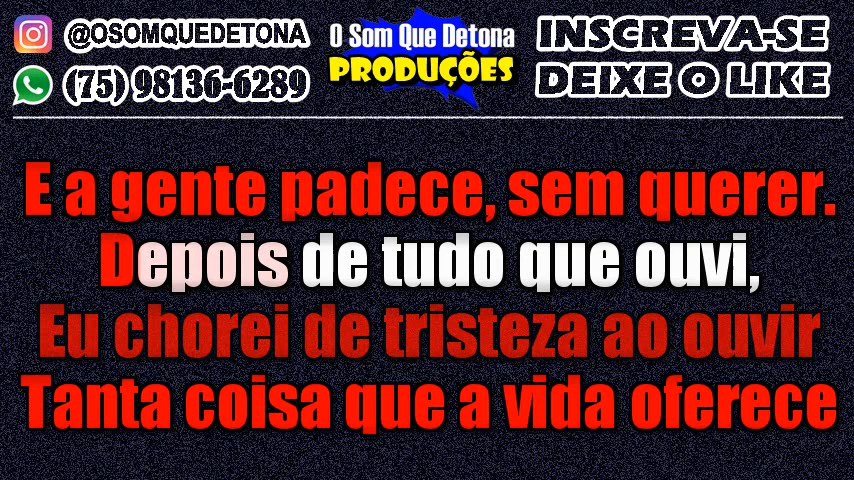 @OSOMQUEDETONA
(75) 98136-6289
O Som Que Detona
PRODUÇÕES
INSCREVA-SE
DEIXE O LIKE
E a gente padece, sem querer.
Depois de tudo que ouvi,
Eu chorei de tristeza ao ouvir
Tanta coisa que a vida oferece